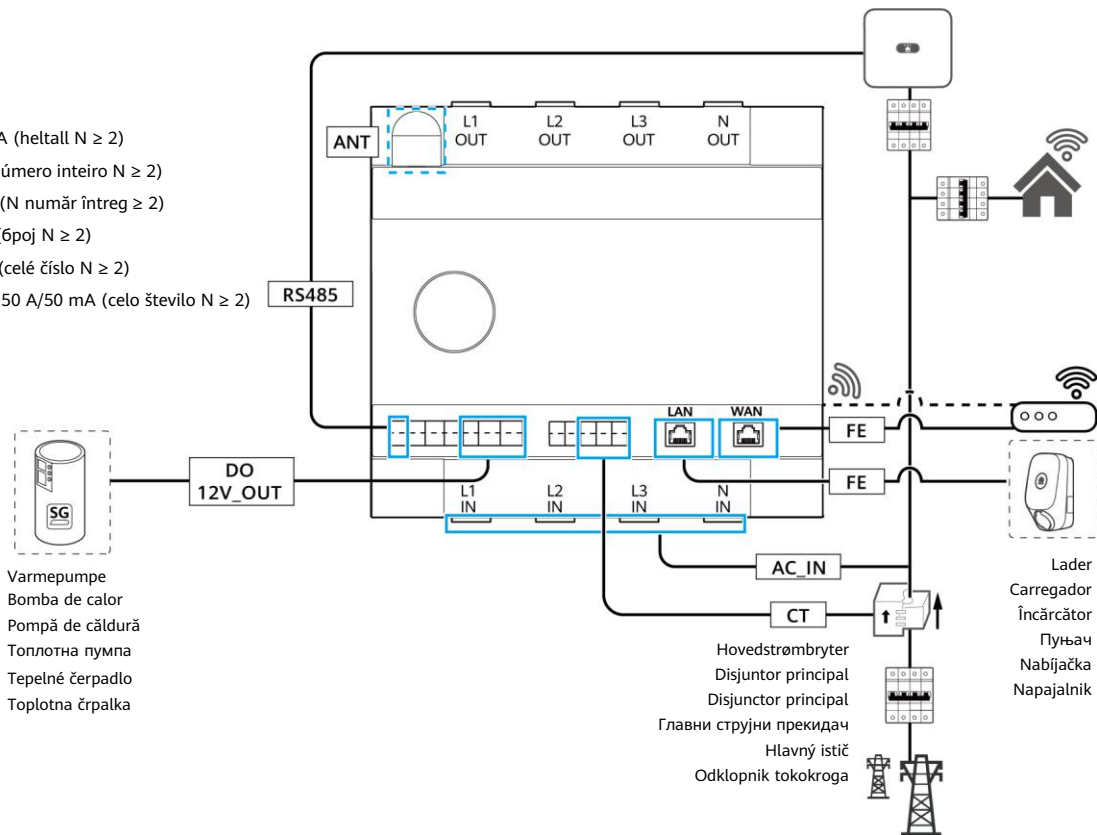 A (heltall N ≥ 2)
úmero inteiro N ≥ 2)
(N număr întreg ≥ 2)
(број N ≥ 2)
(celé číslo N ≥ 2)
50 A/50 mA (celo število N ≥ 2)
RS485
ANT
L1 OUT
L2 OUT
L3 OUT
N OUT
LAN
WAN
FE
FE
DO
12V_OUT
SG
L1 IN
L2 IN
L3 IN
N IN
AC_IN
CT
Varmepumpe
Bomba de calor
Pompă de căldură
Топлотна пумпа
Tepelné čerpadlo
Toplotna črpalka
Hovedstrømbryter
Disjuntor principal
Disjunctor principal
Главни струјни прекидач
Hlavný istič
Odklopnik tokokroga
Lader
Carregador
Încărcător
Пуњач
Nabíjačka
Napajalnik